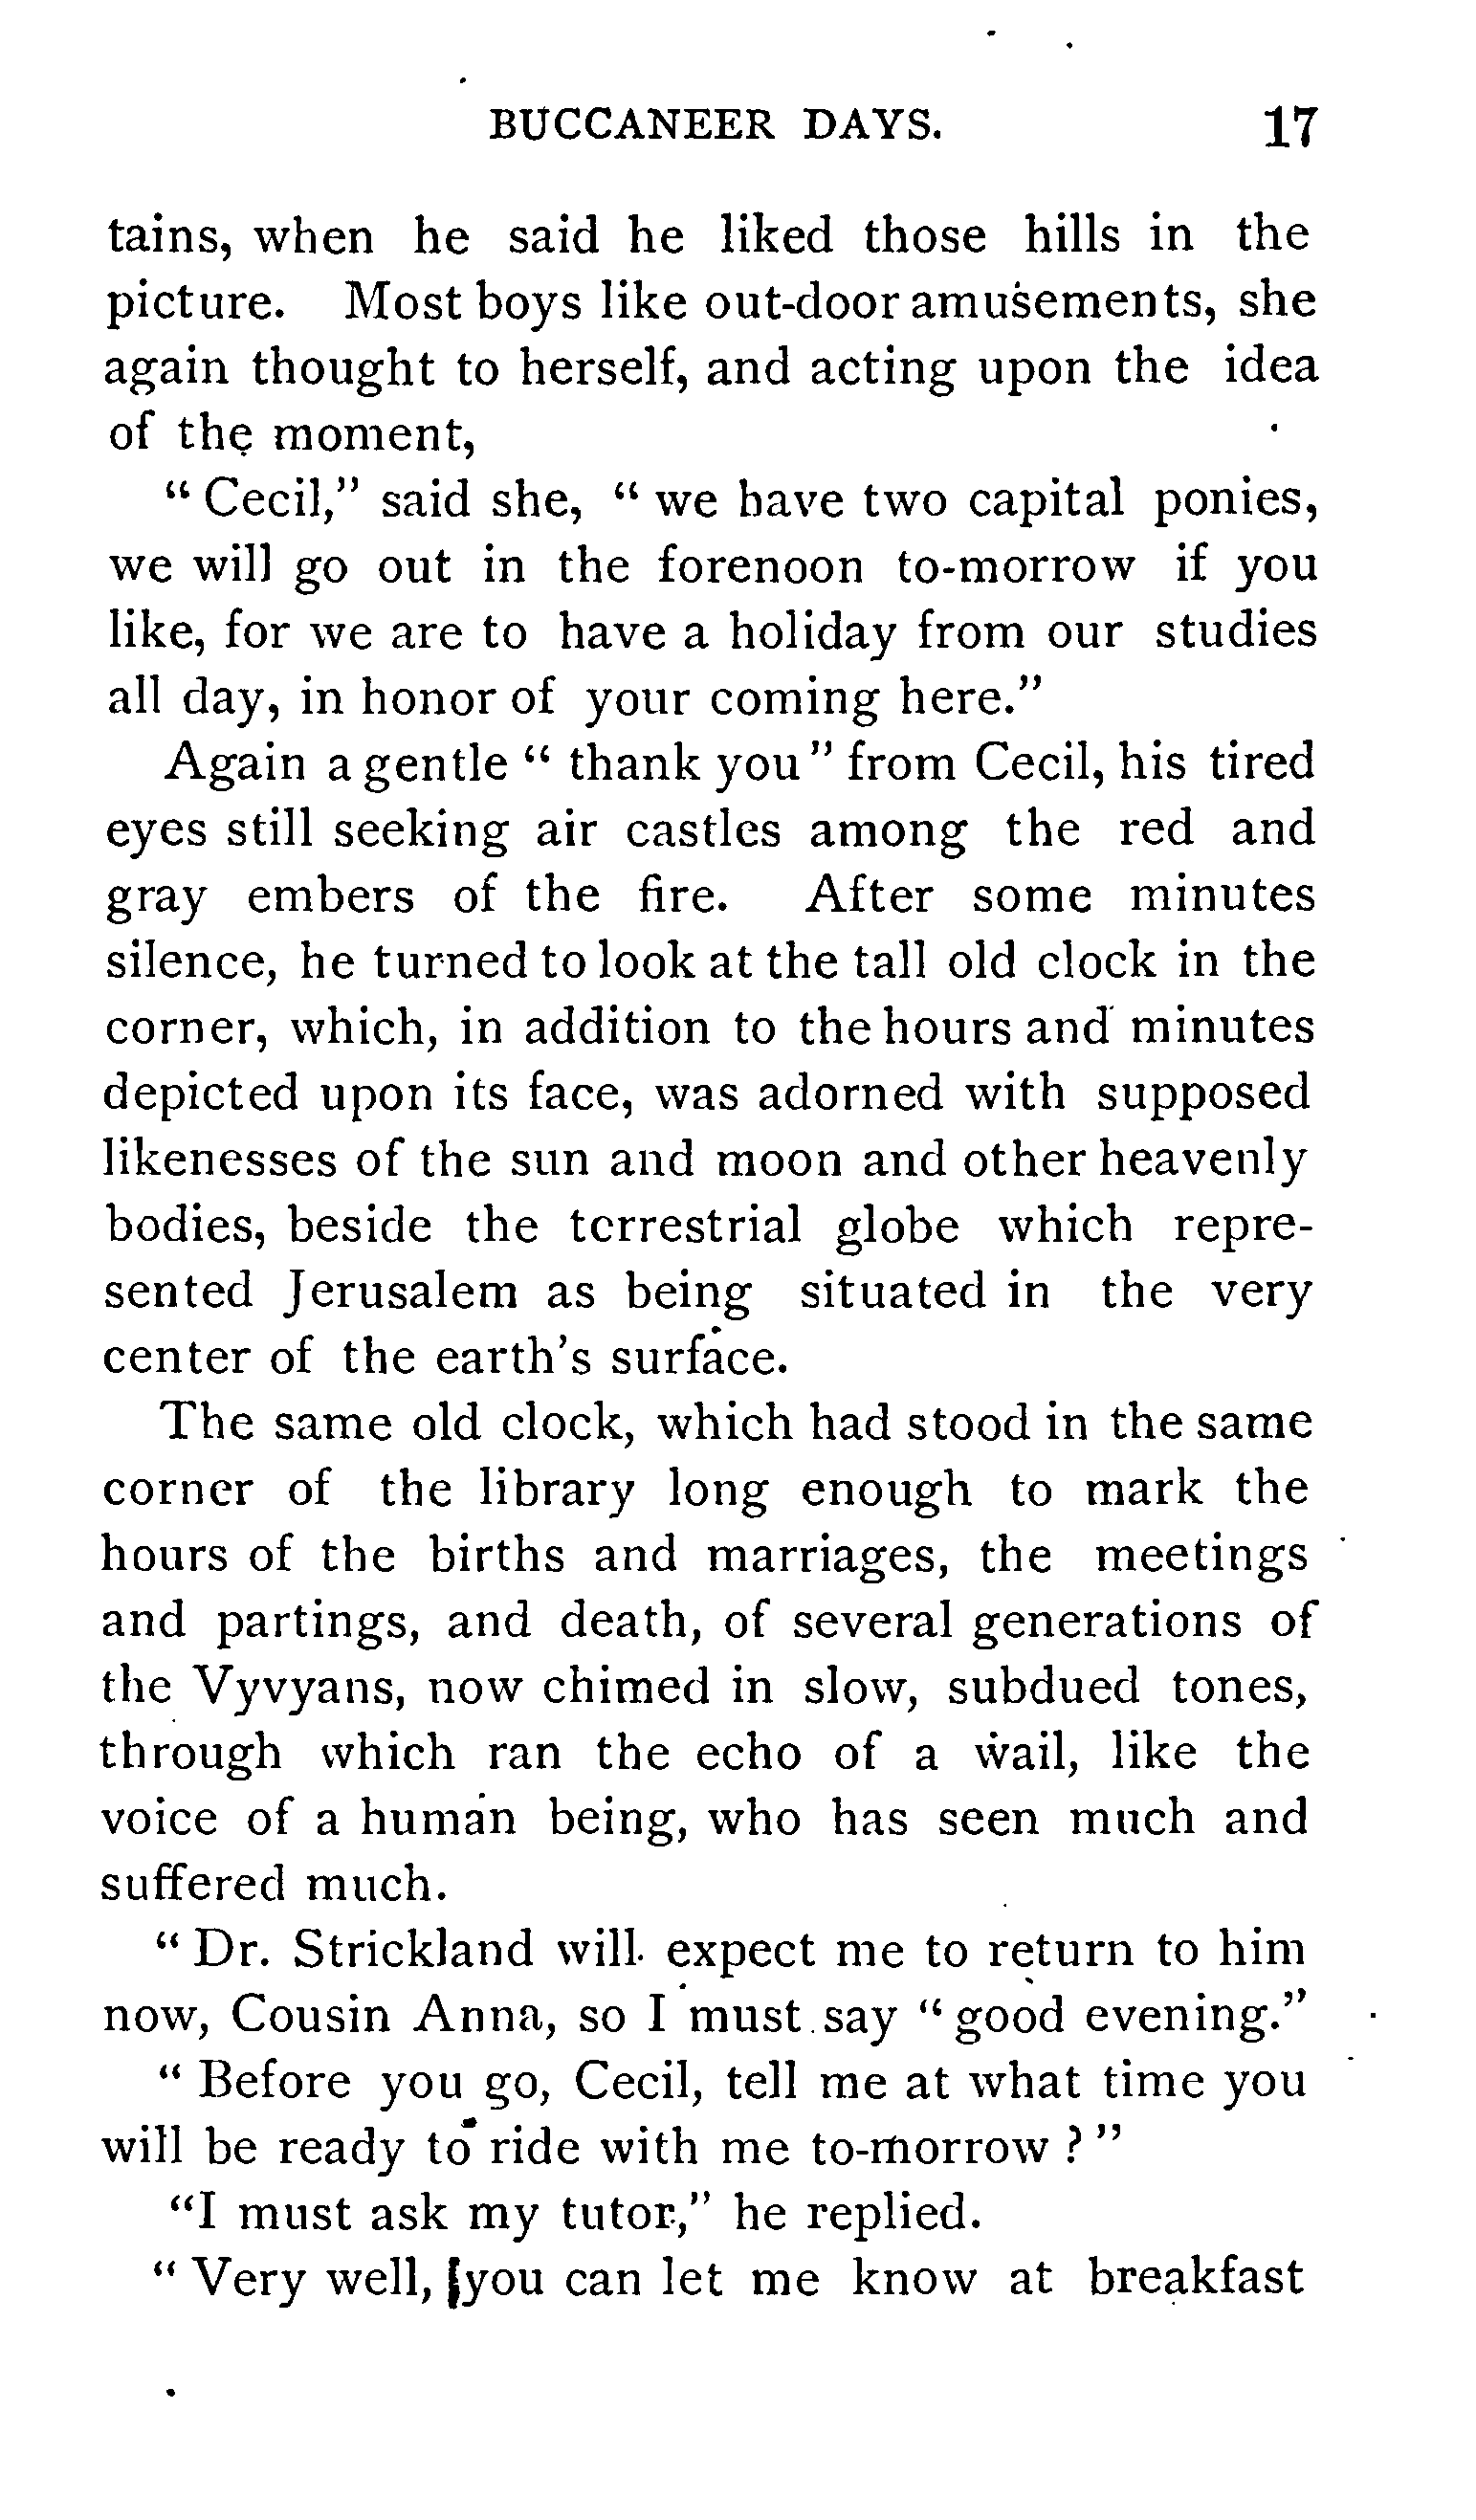 BUCCANEER DAYS. 17
tains, when he said he liked those hills in the
picture. Most boys like out-door amusements, she
again thought to herself, and acting upon the idea
of the moment,
“ Cecil,” said she, “ we have two capital ponies,
we will go out in the forenoon to-morrow if you
like, for we are to have a holiday from our studies
all day, in honor of your coming here.”
Again a gentle “ thank you ” from Cecil, his tired
eyes still seeking air castles among the red and
gray embers of the fire. After some minutes
silence, he turned to look at the tall old clock in the
corner, which, in addition to the hours and minutes
depicted upon its face, was adorned with supposed
likenesses of the sun and moon and other heavenly
bodies, beside the terrestrial globe which repre-
sented Jerusalem as being situated in the very
center of the earth's surface.
The same old clock, which had stood in the same
corner of the library long enough to mark the
hours of the births and marriages, the meetings
and partings, and death, of several generations of
the Vyvyans, now chimed in slow, subdued tones,
through which ran the echo of a wail, like the
voice of a human being, who has seen much and
suffered much.
“ Dr. Strickland will expect me to return to him
now, Cousin Anna, so I must say “ good evening.”
“ Before you go, Cecil, tell me at what time you
will be ready to ride with me to-morrow ? ”
“I must ask my tutor,” he replied.
“ Very well, you can let me know at breakfast